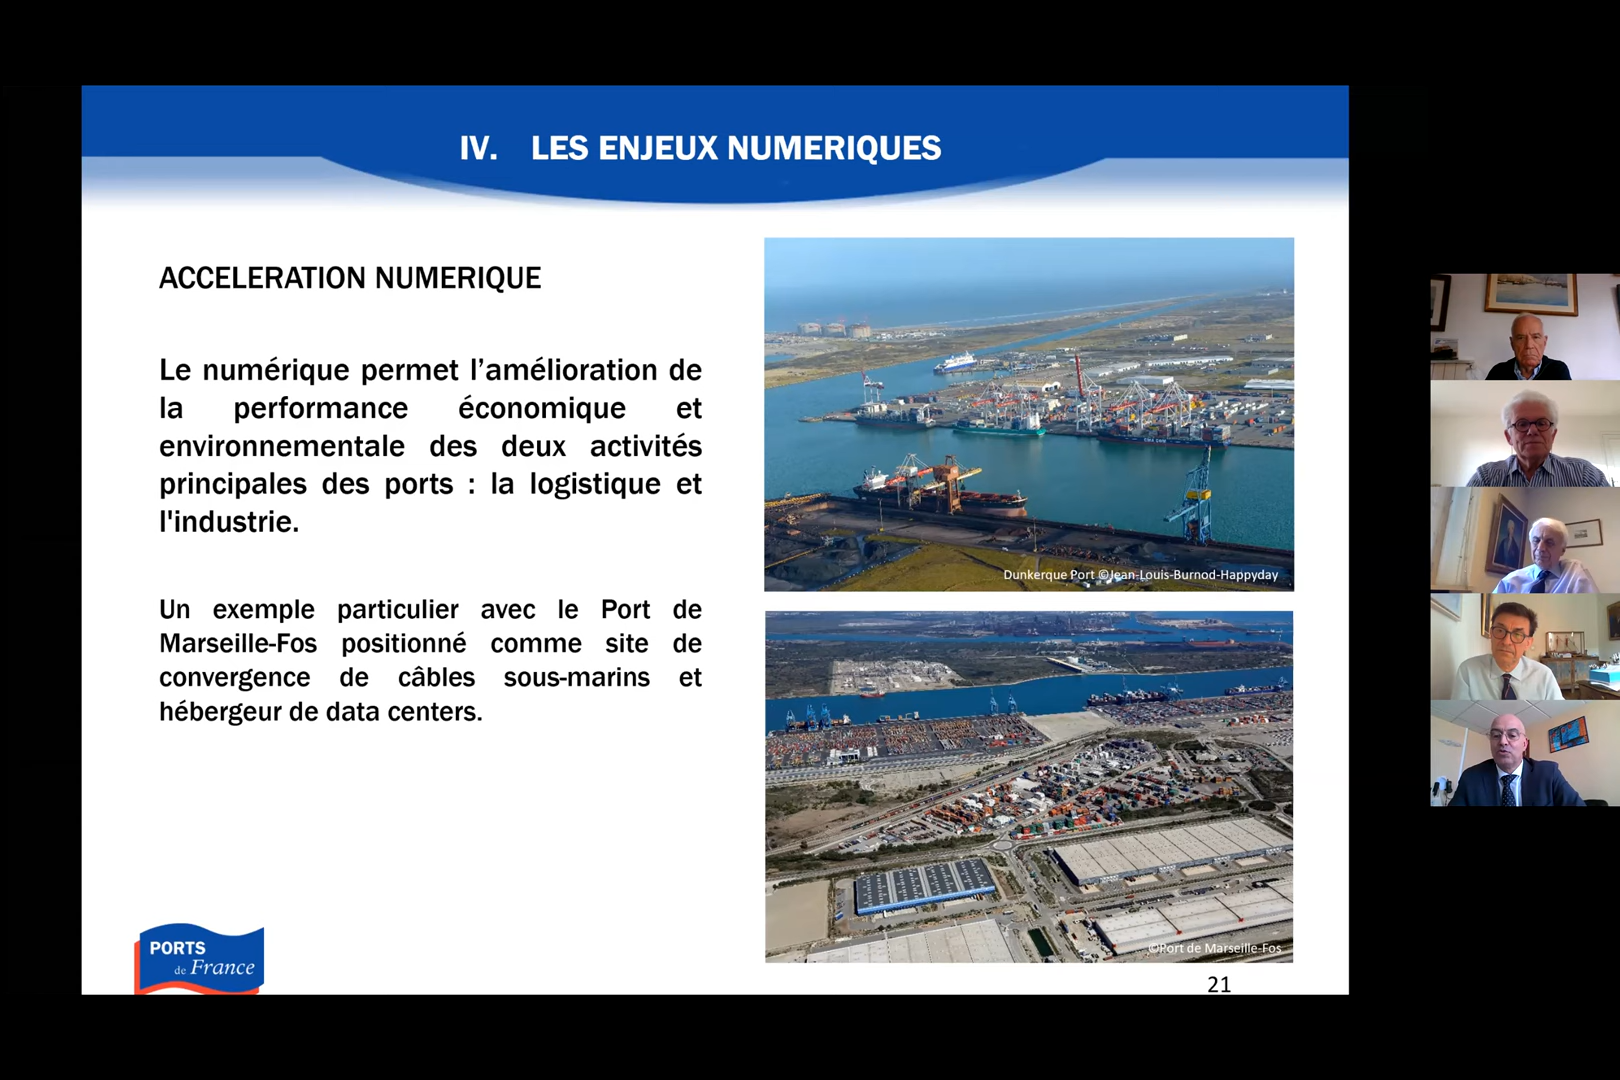 IV. LES ENJEUX NUMERIQUES
ACCELERATION NUMERIQUE
Le numérique permet l’amélioration de
la performance économique et
environnementale des deux activités
principales des ports : la logistique et
l'industrie.
Un exemple particulier avec le Port de
Marseille-Fos positionné comme site de
convergence de câbles sous-marins et
hébergeur de data centers.
Dunkerque Port ©Jean-Louis-Burnod-Happyday
©Port de Marseille-Fos
PORTS
de France
21